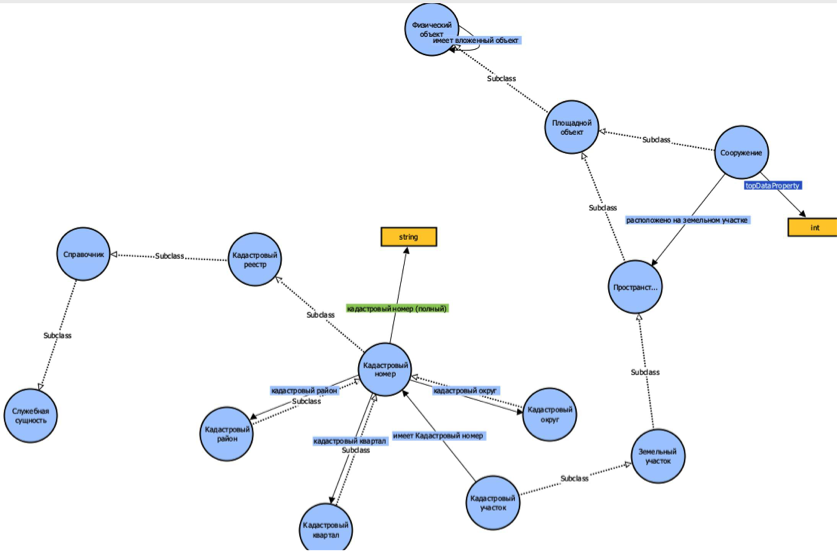 Физический
объект
имеет вложенный объект
Subclass
Площадной
объект
Subclass
Сооружение
topDataProperty
Subclass
расположено на земельном участке
int
string
Справочник
Subclass
Кадастровый
реестр
Пространст...
кадастровый номер (полный)
Subclass
Subclass
Кадастровый
номер
Subclass
кадастровый район
Subclass
кадастровый округ
Служебная
сущность
Кадастровый
район
Кадастровый
округ
кадастровый квартал
Subclass
имеет Кадастровый номер
Земельный
участок
Subclass
Кадастровый
участок
Кадастровый
квартал